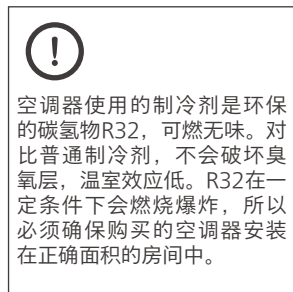 空调器使用的制冷剂是环保
的碳氢物R32，可燃无味。对
比普通制冷剂，不会破坏臭
氧层，温室效应低。R32在一
定条件下会燃烧爆炸，所以
必须确保购买的空调器安装
在正确面积的房间中。